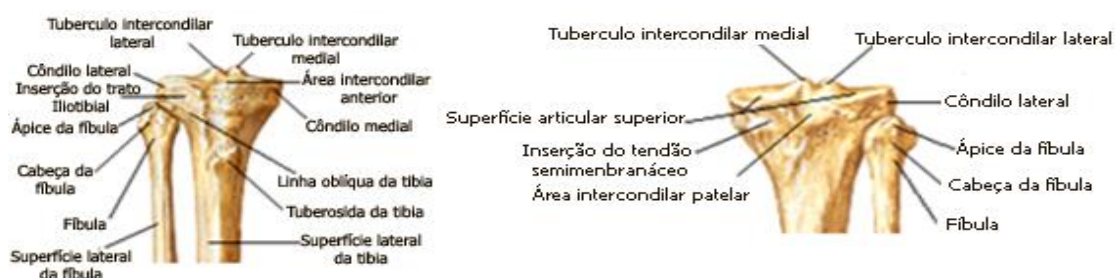 Tuberculo intercondilar
lateral
Tuberculo intercondilar
medial
Côndilo lateral
Inserção do trato
Iliotibial
Área intercondilar
anterior
Ápice da fíbula
Côndilo medial
Cabeça da
fíbula
Linha oblíqua da tibia
Fíbula
Tuberosida da tibia
Superfície lateral
da fíbula
Superfície lateral
da tibia
Tuberculo intercondilar medial
Tuberculo intercondilar lateral
Superfície articular superior
Côndilo lateral
Inserção do tendão
semimenbranáceo
Ápice da fíbula
Área intercondilar patelar
Cabeça da fíbula
Fíbula